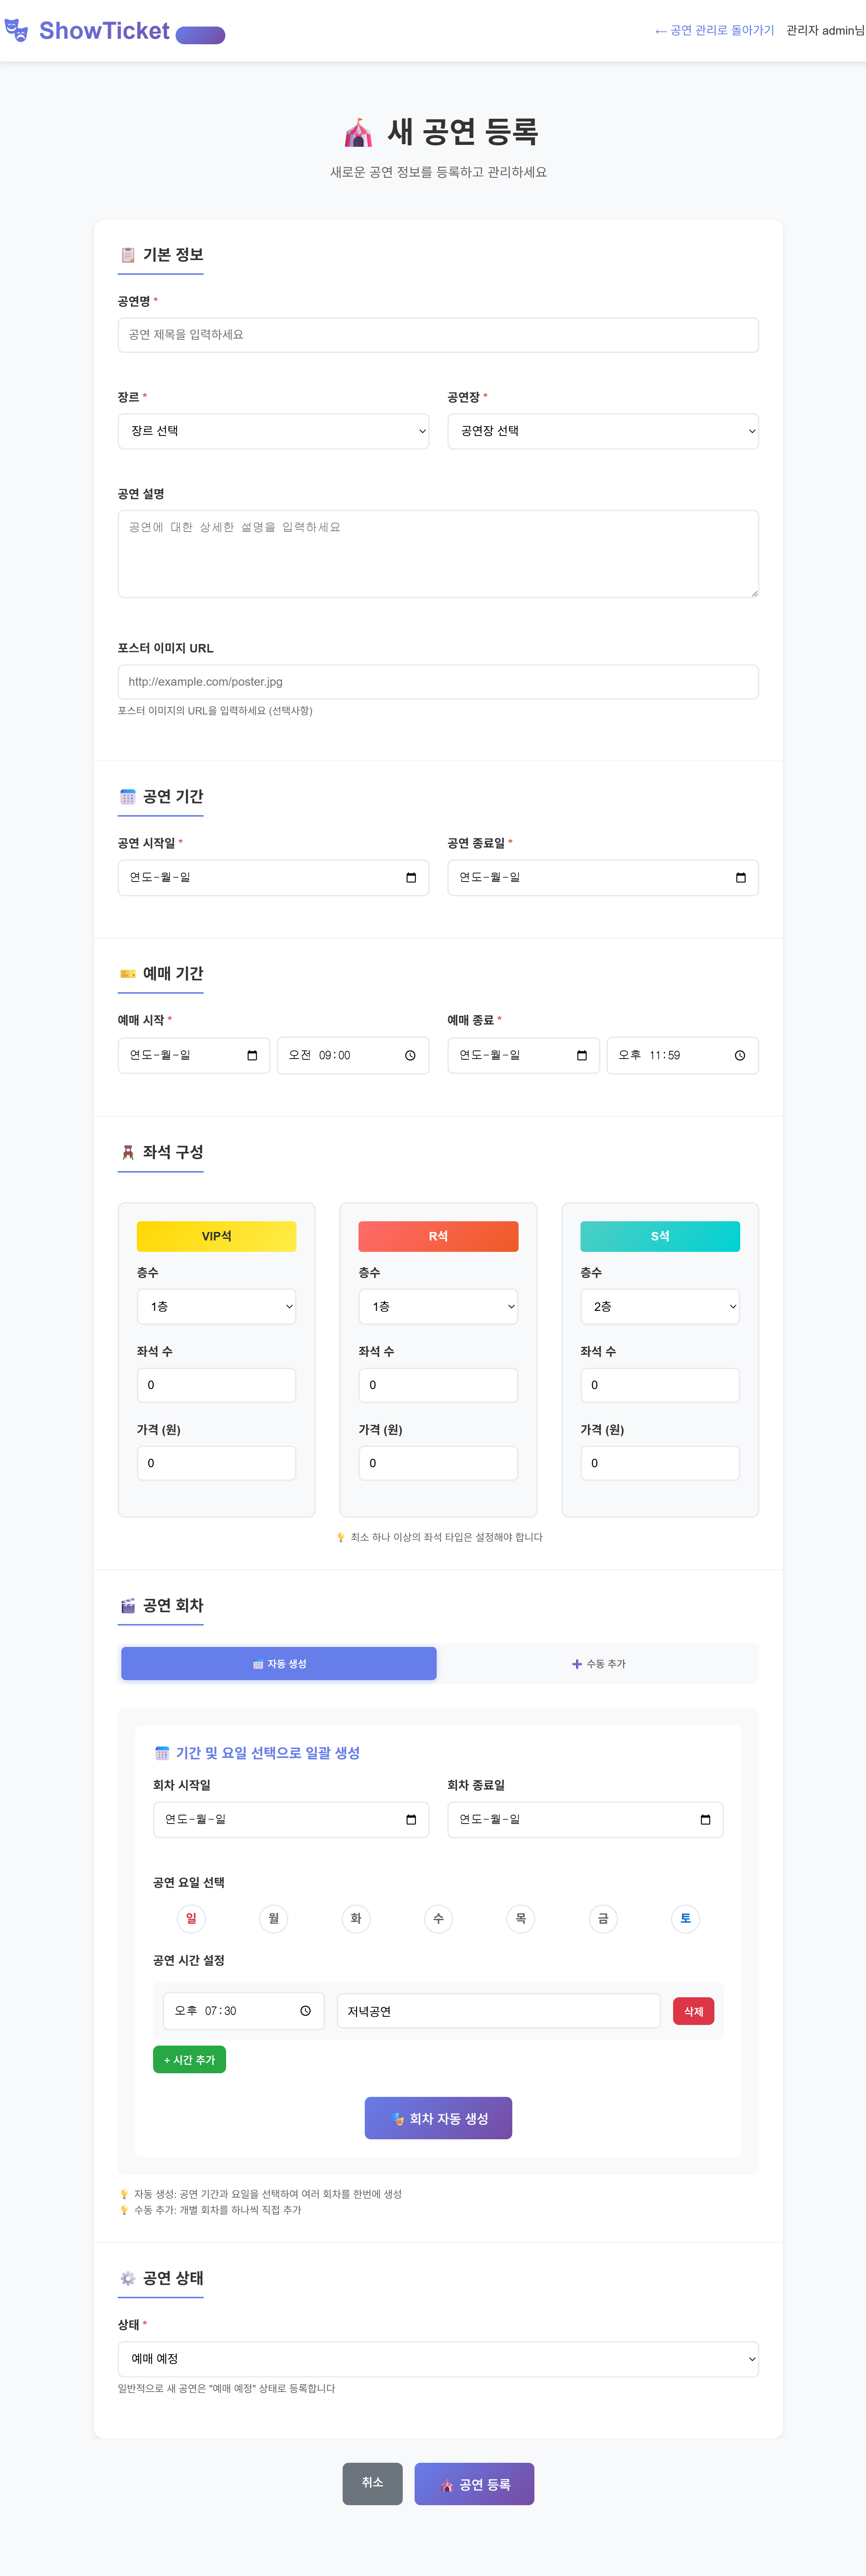 ShowTicket
← 공연 관리로 돌아가기 관리자 admin님
새 공연 등록
새로운 공연 정보를 등록하고 관리하세요
기본 정보
공연명 *
공연 제목을 입력하세요
장르 * 공연장 *
장르 선택 공연장 선택
공연 설명
공연에 대한 상세한 설명을 입력하세요
포스터 이미지 URL
http://example.com/poster.jpg
포스터 이미지의 URL을 입력하세요 (선택사항)
공연 기간
공연 시작일 * 공연 종료일 *
연도-월-일 연도-월-일
예매 기간
예매 시작 * 예매 종료 *
연도-월-일 오전 09:00 연도-월-일 오후 11:59
좌석 구성
VIP석 R석 S석
층수 층수 층수
1층 1층 2층
좌석 수 좌석 수 좌석 수
0 0 0
가격 (원) 가격 (원) 가격 (원)
0 0 0
최소 하나 이상의 좌석 타입은 설정해야 합니다
공연 회차
자동 생성 수동 추가
기간 및 요일 선택으로 일괄 생성
회차 시작일 회차 종료일
연도-월-일 연도-월-일
공연 요일 선택
일 월 화 수 목 금 토
공연 시간 설정
오후 07:30 저녁공연 삭제
+ 시간 추가
회차 자동 생성
자동 생성: 공연 기간과 요일을 선택하여 여러 회차를 한번에 생성
수동 추가: 개별 회차를 하나씩 직접 추가
공연 상태
상태 *
예매 예정
일반적으로 새 공연은 "예매 예정" 상태로 등록합니다
취소 공연 등록